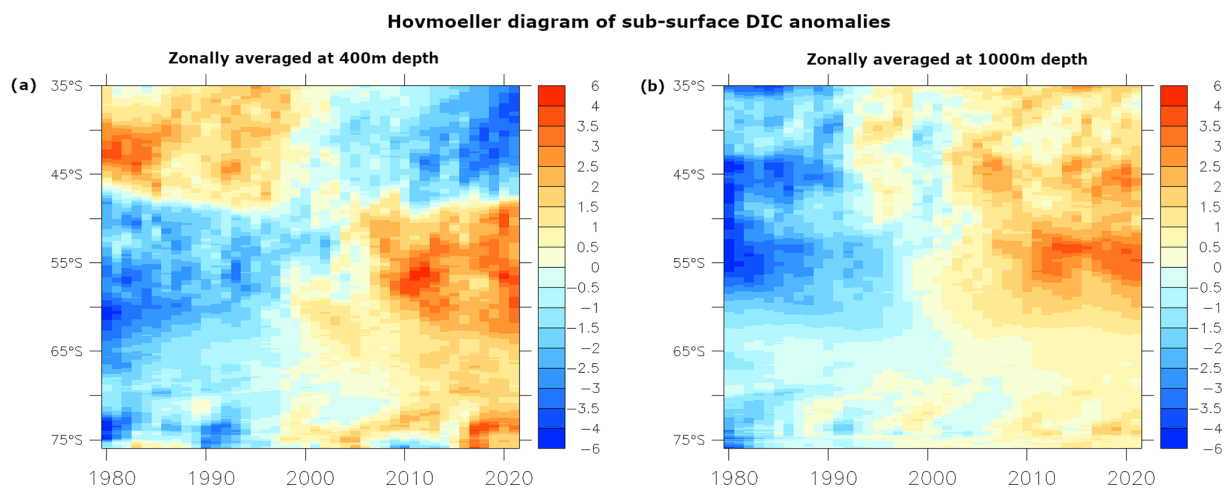 Hovmoeller diagram of sub-surface DIC anomalies
Zonally averaged at 400m depth
Zonally averaged at 1000m depth
(a)
35°S
45°S
55°S
65°S
75°S
1980 1990 2000 2010 2020
6
4
3.5
3
2.5
2
1.5
1
0.5
0
−0.5
−1
−1.5
−2
−2.5
−3
−3.5
−4
−6
(b)
35°S
45°S
55°S
65°S
75°S
1980 1990 2000 2010 2020
6
4
3.5
3
2.5
2
1.5
1
0.5
0
−0.5
−1
−1.5
−2
−2.5
−3
−3.5
−4
−6